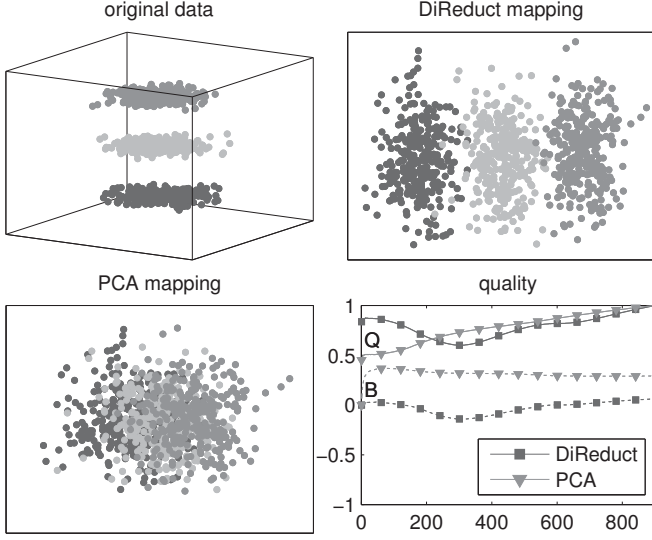 original data
DiReduct mapping
PCA mapping
quality
1
0.5
0
−0.5
−1
Q
B
DiReduct
PCA
0 200 400 600 800